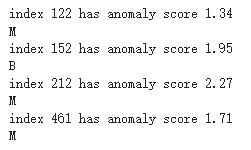 index 122 has anomaly score 1.34
M
index 152 has anomaly score 1.95
B
index 212 has anomaly score 2.27
M
index 461 has anomaly score 1.71
M